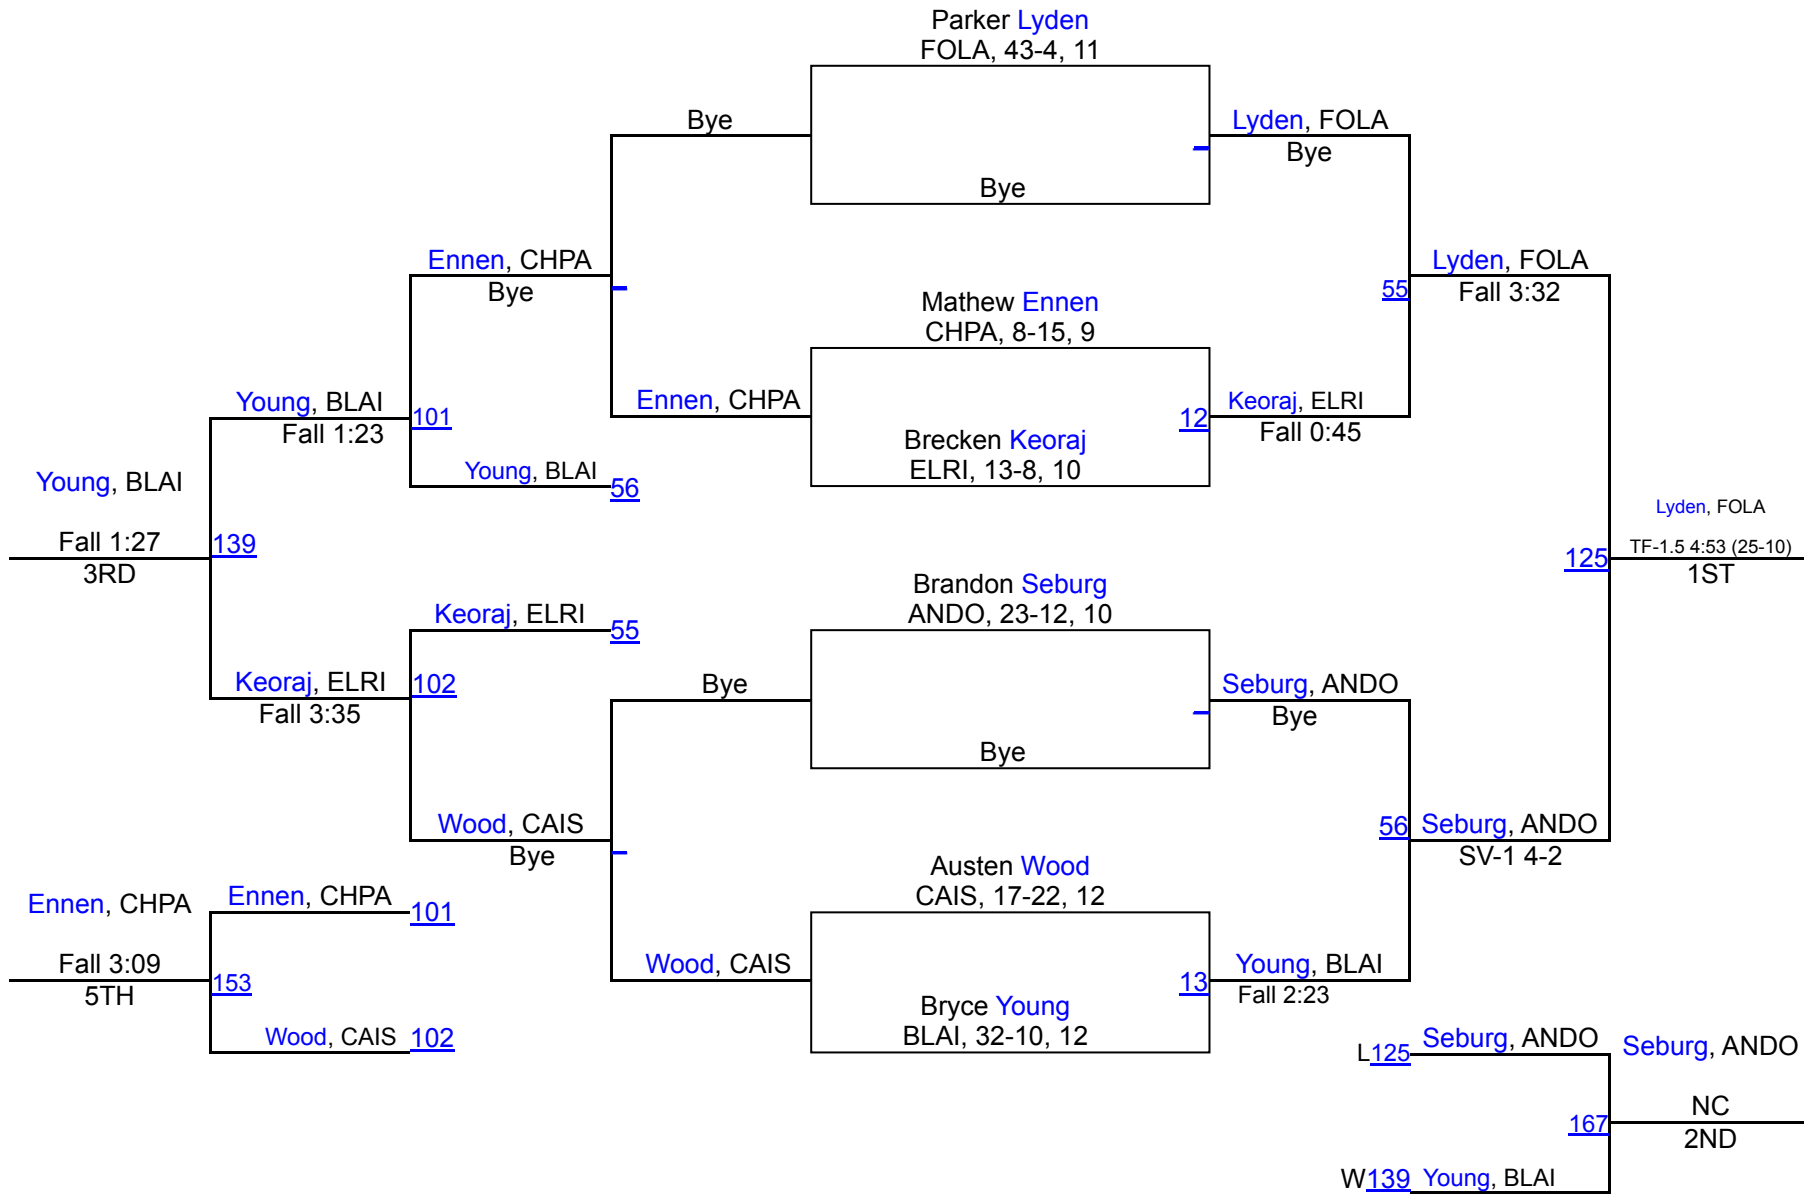 Parker Lyden
FOLA, 43-4, 11
Bye
Lyden, FOLA
Bye
Bye
Ennen, CHPA
Bye
Lyden, FOLA
Fall 3:32
55
Mathew Ennen
CHPA, 8-15, 9
Young, BLAI
Fall 1:23
101
Ennen, CHPA
12
Keoraj, ELRI
Fall 0:45
Brecken Keoraj
ELRI, 13-8, 10
Young, BLAI
Young, BLAI
56
Lyden, FOLA
Fall 1:27
3RD
139
125
TF-1.5 4:53 (25-10)
1ST
Brandon Seburg
ANDO, 23-12, 10
Keoraj, ELRI
55
Keoraj, ELRI
Fall 3:35
102
Bye
Seburg, ANDO
Bye
Bye
Wood, CAIS
Bye
56
Seburg, ANDO
SV-1 4-2
Austen Wood
CAIS, 17-22, 12
Ennen, CHPA
Ennen, CHPA
101
Fall 3:09
5TH
153
Wood, CAIS
13
Young, BLAI
Fall 2:23
Bryce Young
BLAI, 32-10, 12
Wood, CAIS 102
L125 Seburg, ANDO
Seburg, ANDO
167
NC
2ND
W139 Young, BLAI